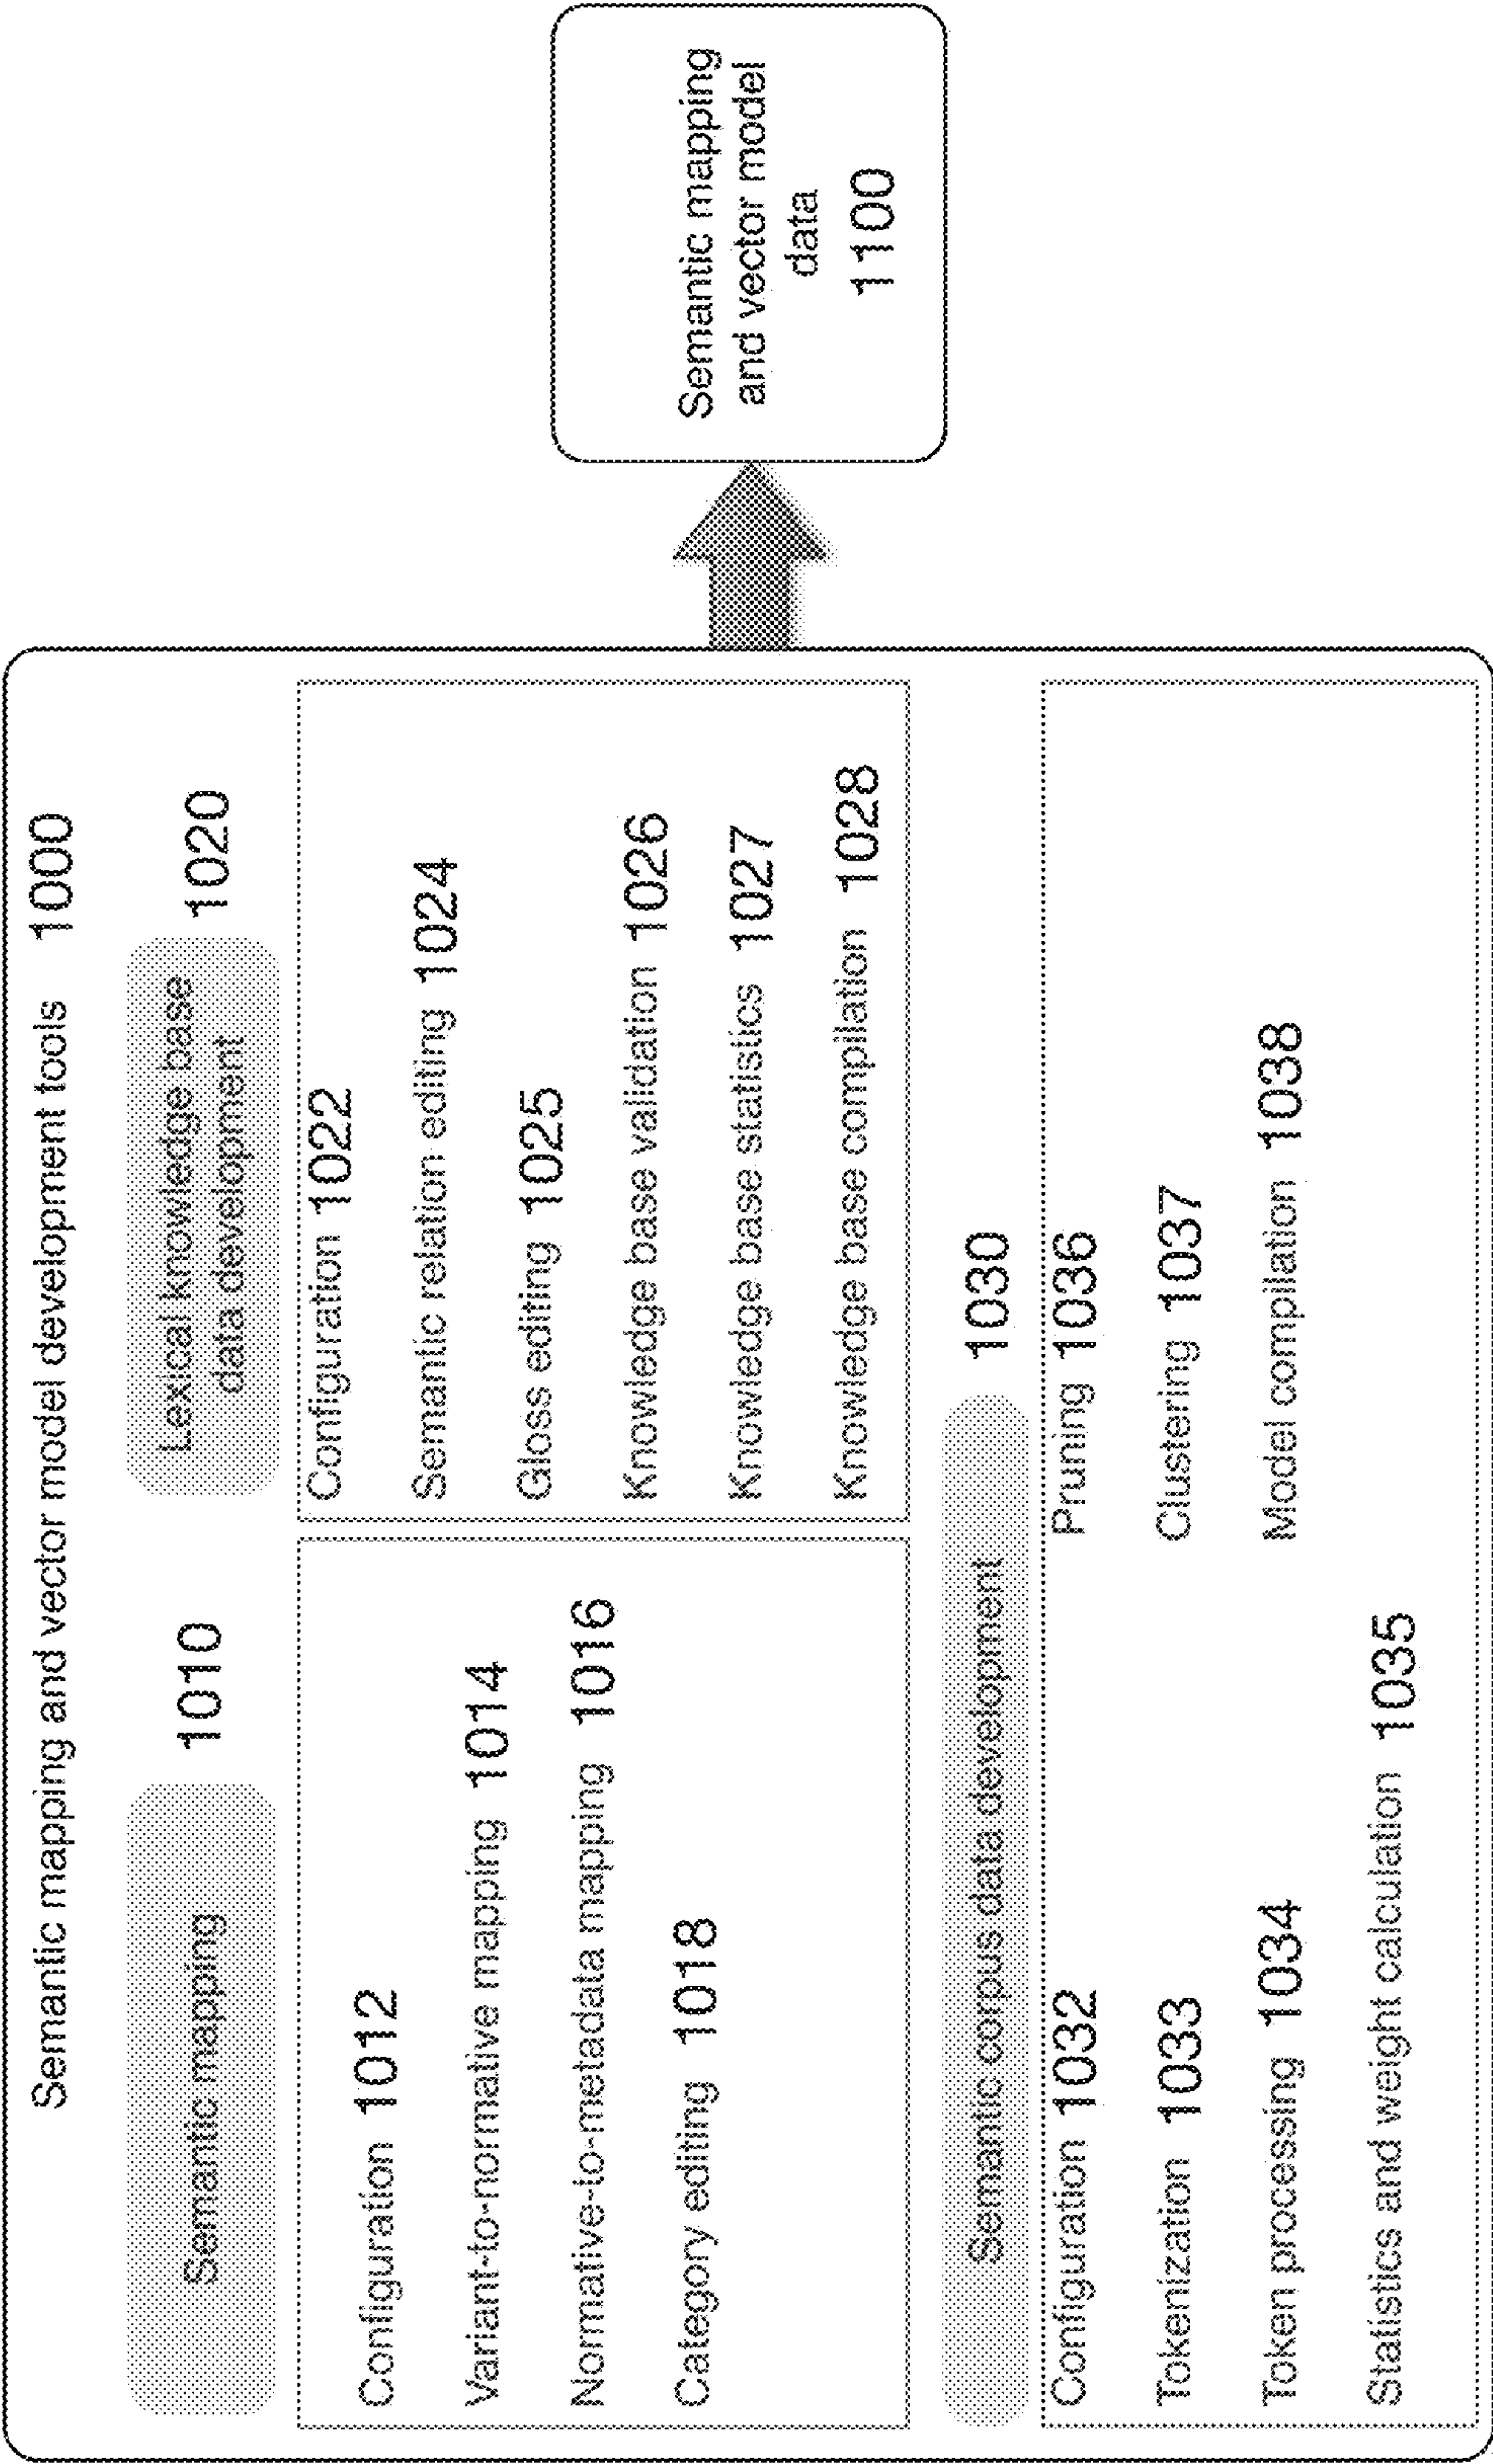 Semantic mapping and vector model development tools 1000
Semantic mapping 1010
Configuration 1012
Variant-to-normative mapping 1014
Normative-to-metadata mapping 1016
Category editing 1018
Lexical knowledge base
data development
1020
Configuration 1022
Semantic relation editing 1024
Gloss editing 1025
Knowledge base validation 1026
Knowledge base statistics 1027
Knowledge base compilation 1028
Semantic corpus data development 1030
Configuration 1032
Tokenization 1033
Token processing 1034
Statistics and weight calculation 1035
Pruning 1036
Clustering 1037
Model compilation 1038
Semantic mapping
and vector model
data
1100